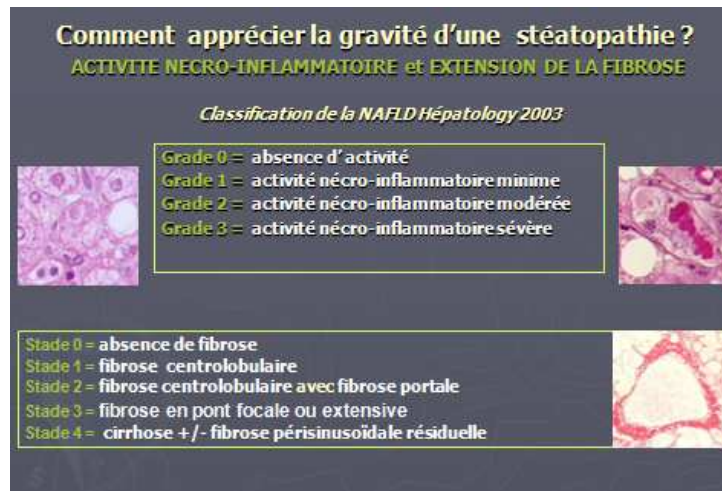 Comment apprécier la gravité d'une stéatopathie ?
ACTIVITE NECRO-INFLAMMATOIRE et EXTENSION DE LA FIBROSE
Classification de la NAFLD Hépatology 2003
Grade 0 = absence d'activité
Grade 1 = activité nécro-inflammatoire minime
Grade 2 = activité nécro-inflammatoire modérée
Grade 3 = activité nécro-inflammatoire sévère
Stade 0 = absence de fibrose
Stade 1 = fibrose centrolobulaire
Stade 2 = fibrose centrolobulaire avec fibrose portale
Stade 3 = fibrose en pont focale ou extensive
Stade 4 = cirrhose +/- fibrose périsinusoïdale résiduelle